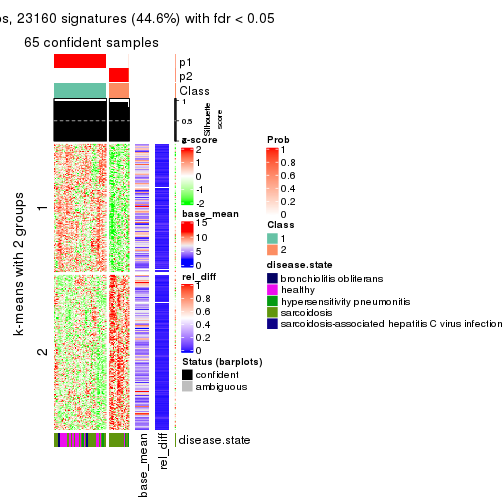 23160 signatures (44.6%) with fdr < 0.05
65 confident samples
p1
p2
Class
1
0.5
0
Silhouette
score
k-means with 2 groups
1
2
z-score
2
1
0
-1
-2
base_mean
15
10
5
0
rel_diff
1
0.8
0.6
0.4
0.2
0
Status (barplots)
confident
ambiguous
Prob
1
0.8
0.6
0.4
0.2
0
Class
1
2
disease.state
bronchiolitis obliterans
healthy
hypersensitivity pneumonitis
sarcoidosis
sarcoidosis-associated hepatitis C virus infection
disease.state
base_mean
rel_diff